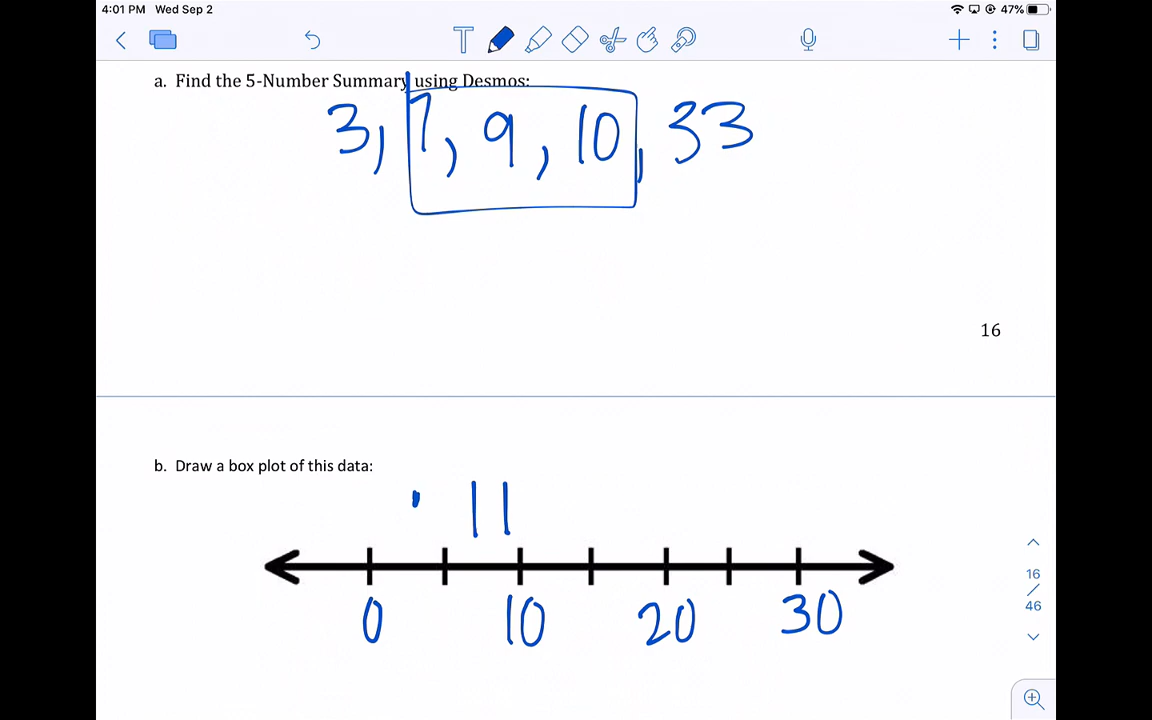 4:01 PM Wed Sep 2
47%
T
a. Find the 5-Number Summary using Desmos:
3, 7, 9, 10, 33
16
b. Draw a box plot of this data:
0 10 20 30
16
/
46